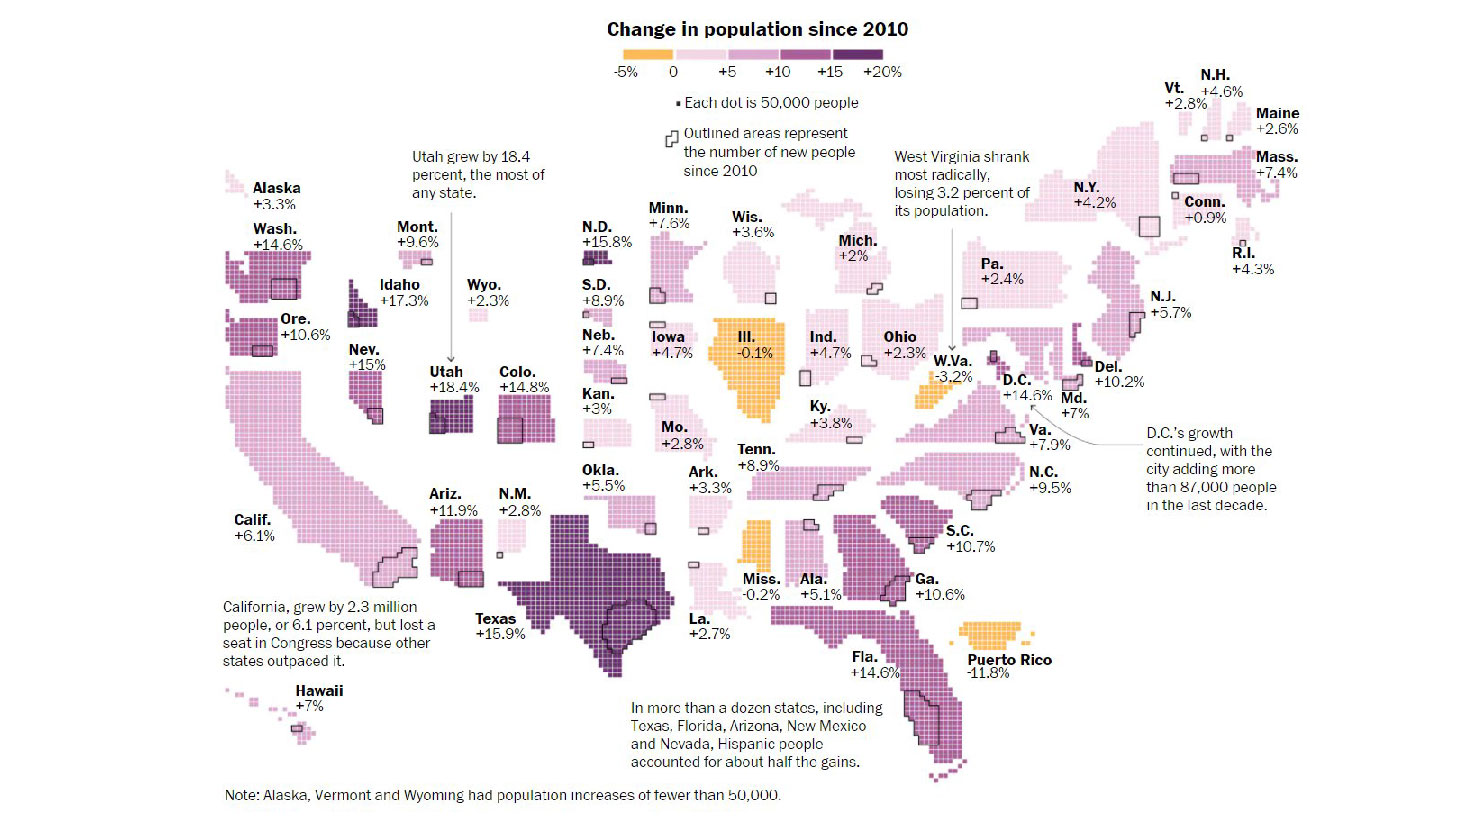 Change in population since 2010
-5% 0 +5 +10 +15 +20%
Each dot is 50,000 people
Outlined areas represent
the number of new people
since 2010
Utah grew by 18.4
percent, the most of
any state.
West Virginia shrank
most radically,
losing 3.2 percent of
its population.
Vt.
+2.8%
N.H.
+4.6%
Maine
+2.6%
Mass.
+7.4%
N.Y.
+4.2%
Conn.
+0.9%
R.I.
+4.3%
Alaska
+3.3%
Wash.
+14.6%
Mont.
+9.6%
N.D.
+15.8%
Minn.
+7.6%
Wis.
+3.6%
Mich.
+2%
Pa.
+2.4%
N.J.
+5.7%
Idaho
+17.3%
Wyo.
+2.3%
S.D.
+8.9%
Ore.
+10.6%
Nev.
+15%
Neb.
+7.4%
Iowa
+4.7%
Ill.
-0.1%
Ind.
+4.7%
Ohio
+2.3%
W.Va.
-3.2%
D.C.
+14.6%
Del.
+10.2%
Md.
+7%
Utah
+18.4%
Colo.
+14.8%
Kan.
+3%
Mo.
+2.8%
Ky.
+3.8%
Va.
+7.9%
D.C.'s growth
continued, with the
city adding more
than 87,000 people
in the last decade.
Calif.
+6.1%
Ariz.
+11.9%
N.M.
+2.8%
Okla.
+5.5%
Ark.
+3.3%
Tenn.
+8.9%
N.C.
+9.5%
S.C.
+10.7%
Texas
+15.9%
La.
+2.7%
Miss.
-0.2%
Ala.
+5.1%
Ga.
+10.6%
Fla.
+14.6%
Puerto Rico
-11.8%
California, grew by 2.3 million
people, or 6.1 percent, but lost a
seat in Congress because other
states outpaced it.
Hawaii
+7%
In more than a dozen states, including
Texas, Florida, Arizona, New Mexico
and Nevada, Hispanic people
accounted for about half the gains.
Note: Alaska, Vermont and Wyoming had population increases of fewer than 50,000.